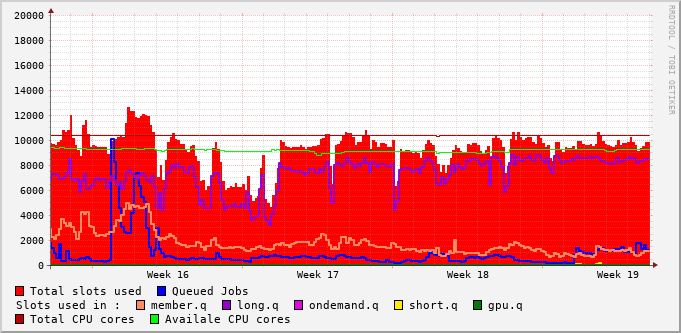 20000
18000
16000
14000
12000
10000
8000
6000
4000
2000
0
Week 16 Week 17 Week 18 Week 19
Total slots used Queued Jobs
Slots used in : member.q long.q ondemand.q short.q gpu.q
Total CPU cores Availale CPU cores
RRDTOOL / TOBI OETIKER